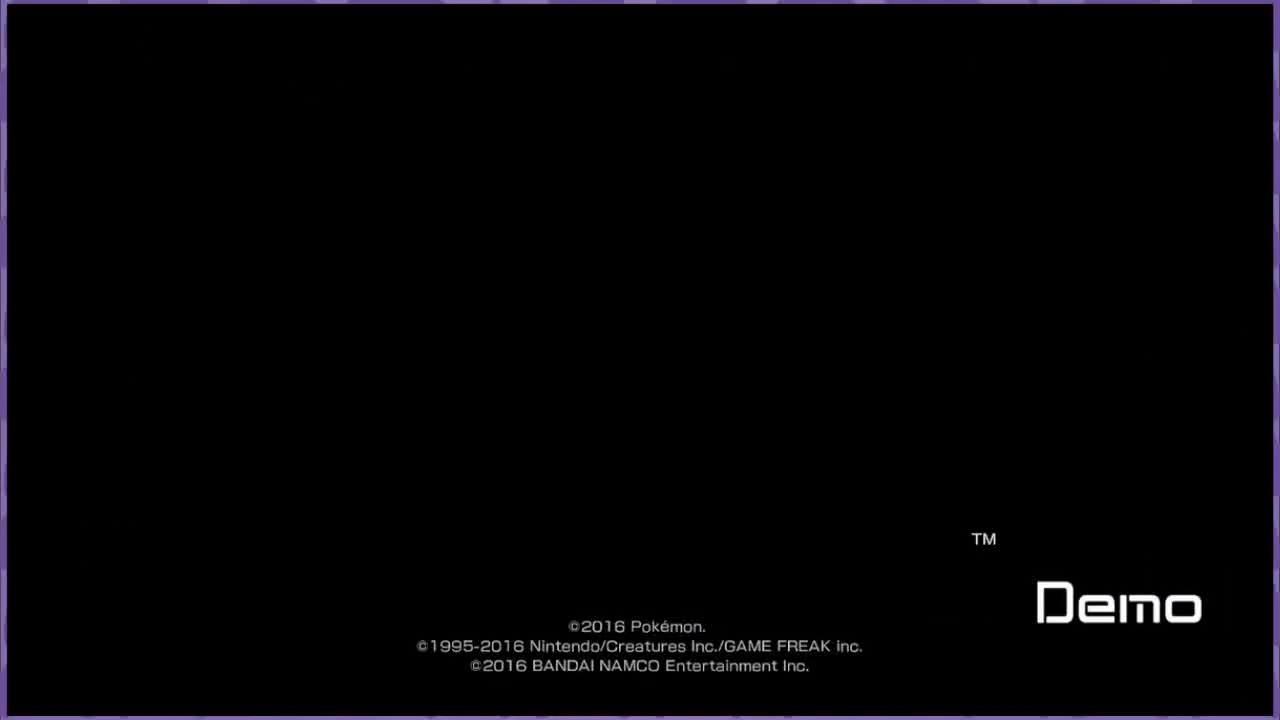 TM
Demo
©2016 Pokémon.
©1995-2016 Nintendo/Creatures Inc./GAME FREAK inc.
©2016 BANDAI NAMCO Entertainment Inc.